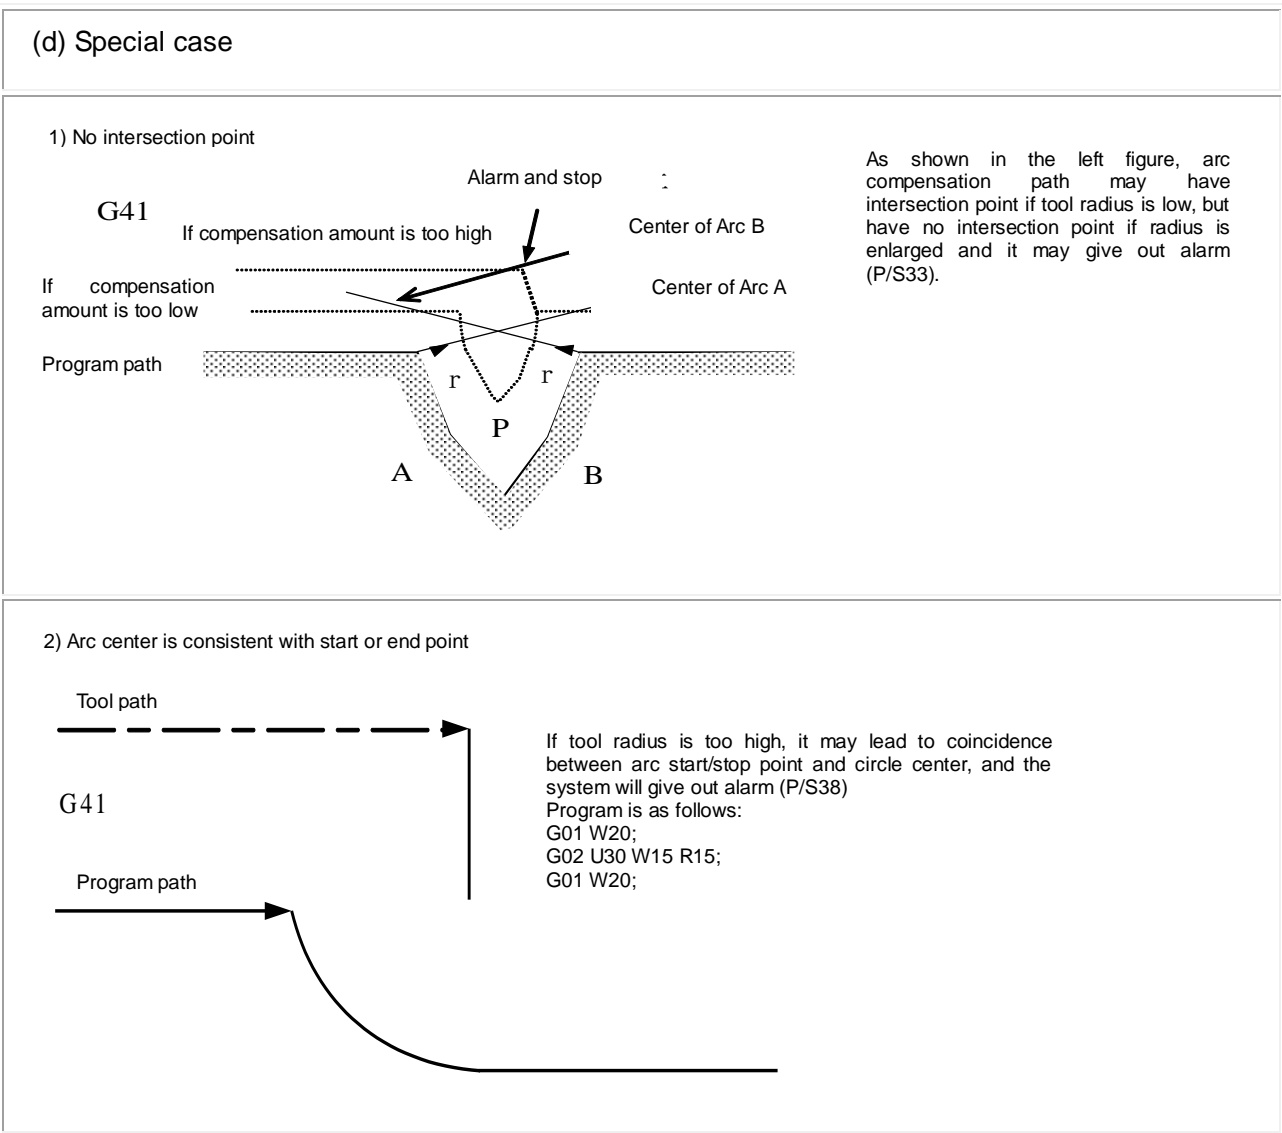 (d) Special case
1) No intersection point
Alarm and stop
G41
If compensation amount is too high
Center of Arc B
If compensation
amount is too low
Center of Arc A
Program path
r
r
P
A
B
As shown in the left figure, arc
compensation path may have
intersection point if tool radius is low, but
have no intersection point if radius is
enlarged and it may give out alarm
(P/S33).
2) Arc center is consistent with start or end point
Tool path
G41
Program path
If tool radius is too high, it may lead to coincidence
between arc start/stop point and circle center, and the
system will give out alarm (P/S38)
Program is as follows:
G01 W20;
G02 U30 W15 R15;
G01 W20;